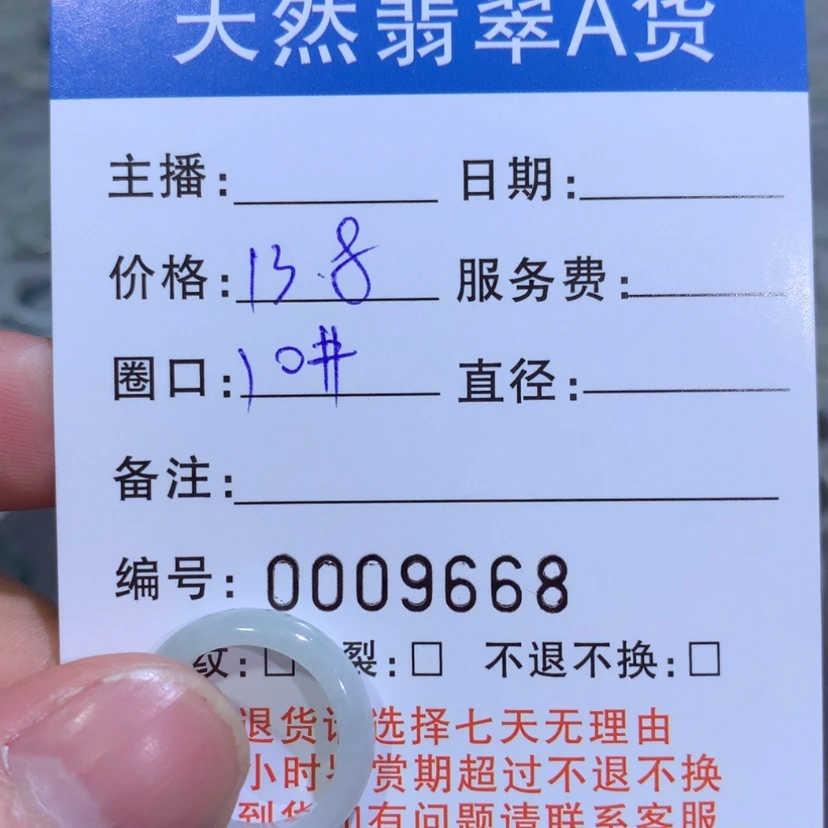 天然翡翠A货
主播: 日期:
价格: 13.8 服务费:
圈口: 10# 直径:
备注:
编号: 0009668
纹:□ 裂:□ 不退不换:□
退货请选择七天无理由
小时 赏期超过不退不换
到货 有问题请联系客服